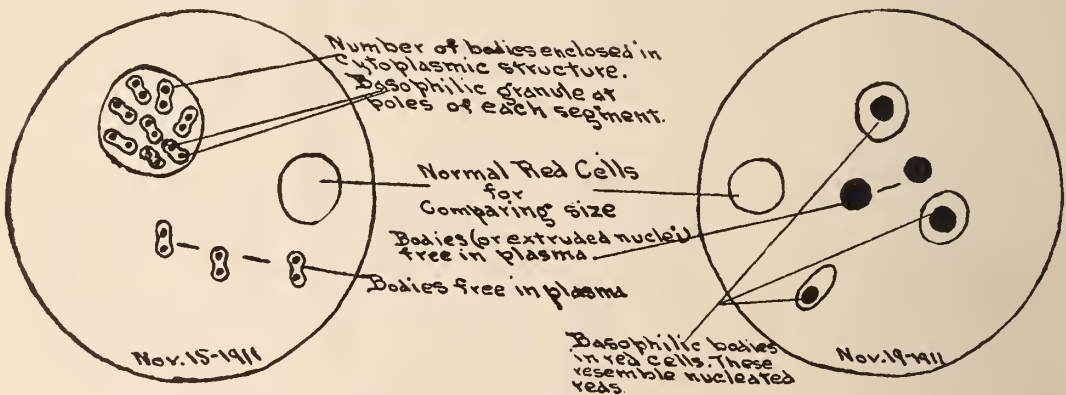 Number of bodies enclosed in
cytoplasmic structure.
Basophilic granule at
poles of each segment.
Normal Red Cells
for
Comparing size
Bodies (or extruded nuclei)
free in plasma
Bodies free in plasma
Nov. 15-1911
Basophilic bodies
in red cells. These
resemble nucleated
reds.
Nov. 19-1911